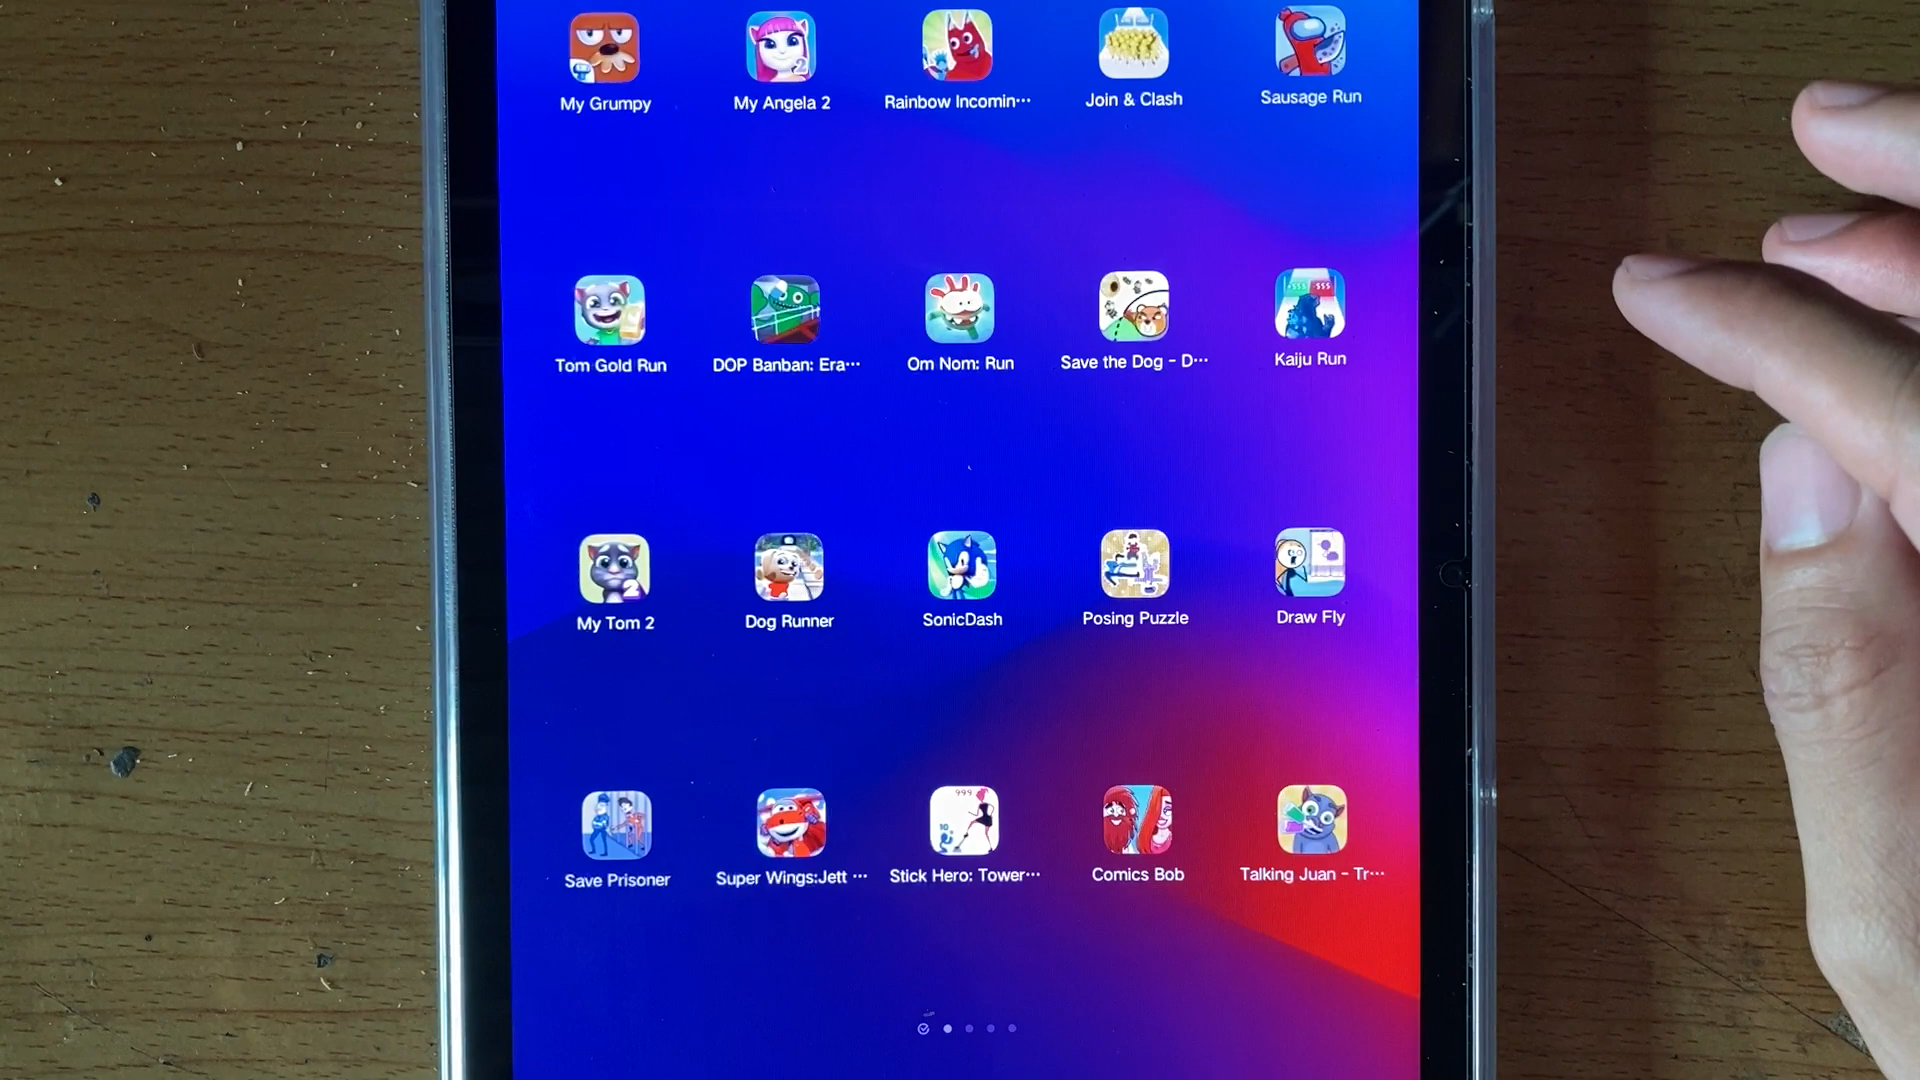 My Grumpy
My Angela 2
Rainbow Incomin···
Join & Clash
Sausage Run
Tom Gold Run
DOP Banban: Era···
Om Nom: Run
Save the Dog - D···
Kaiju Run
My Tom 2
Dog Runner
SonicDash
Posing Puzzle
Draw Fly
999
10
Save Prisoner
Super Wings:Jett ···
Stick Hero: Tower···
Comics Bob
Talking Juan - Tr···